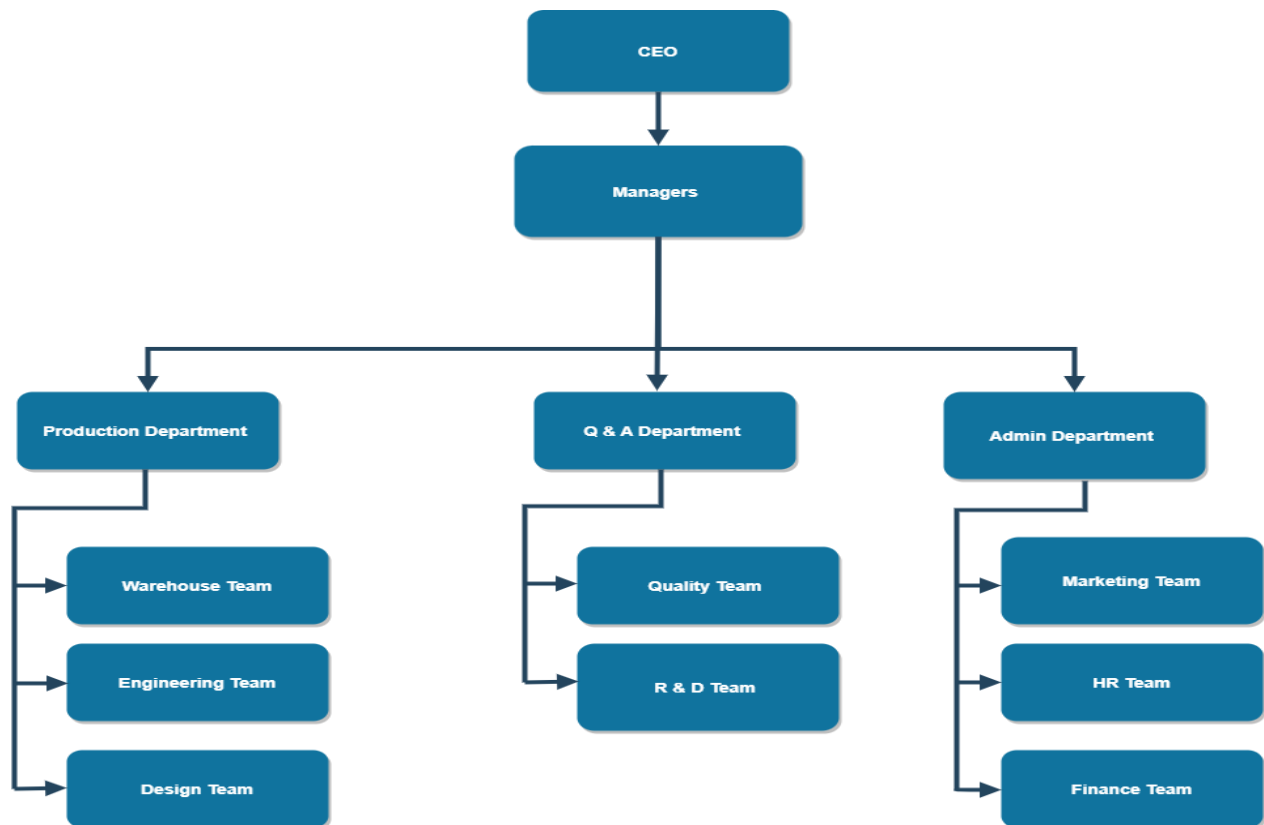 CEO
Managers
Production Department
Q & A Department
Admin Department
Warehouse Team
Engineering Team
Design Team
Quality Team
R & D Team
Marketing Team
HR Team
Finance Team